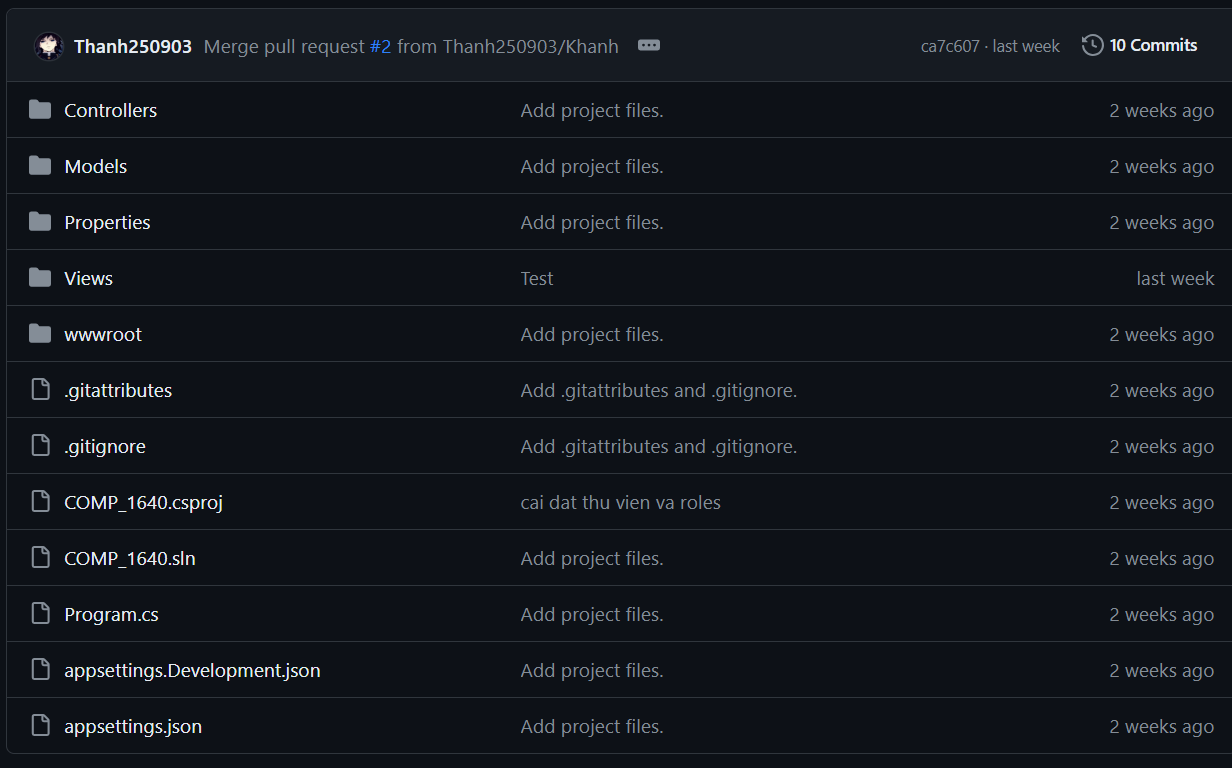 Thanh250903 Merge pull request #2 from Thanh250903/Khanh ca7c607 · last week 10 Commits
Controllers Add project files. 2 weeks ago
Models Add project files. 2 weeks ago
Properties Add project files. 2 weeks ago
Views Test last week
wwwroot Add project files. 2 weeks ago
.gitattributes Add .gitattributes and .gitignore. 2 weeks ago
.gitignore Add .gitattributes and .gitignore. 2 weeks ago
COMP_1640.csproj cai dat thu vien va roles 2 weeks ago
COMP_1640.sln Add project files. 2 weeks ago
Program.cs Add project files. 2 weeks ago
appsettings.Development.json Add project files. 2 weeks ago
appsettings.json Add project files. 2 weeks ago